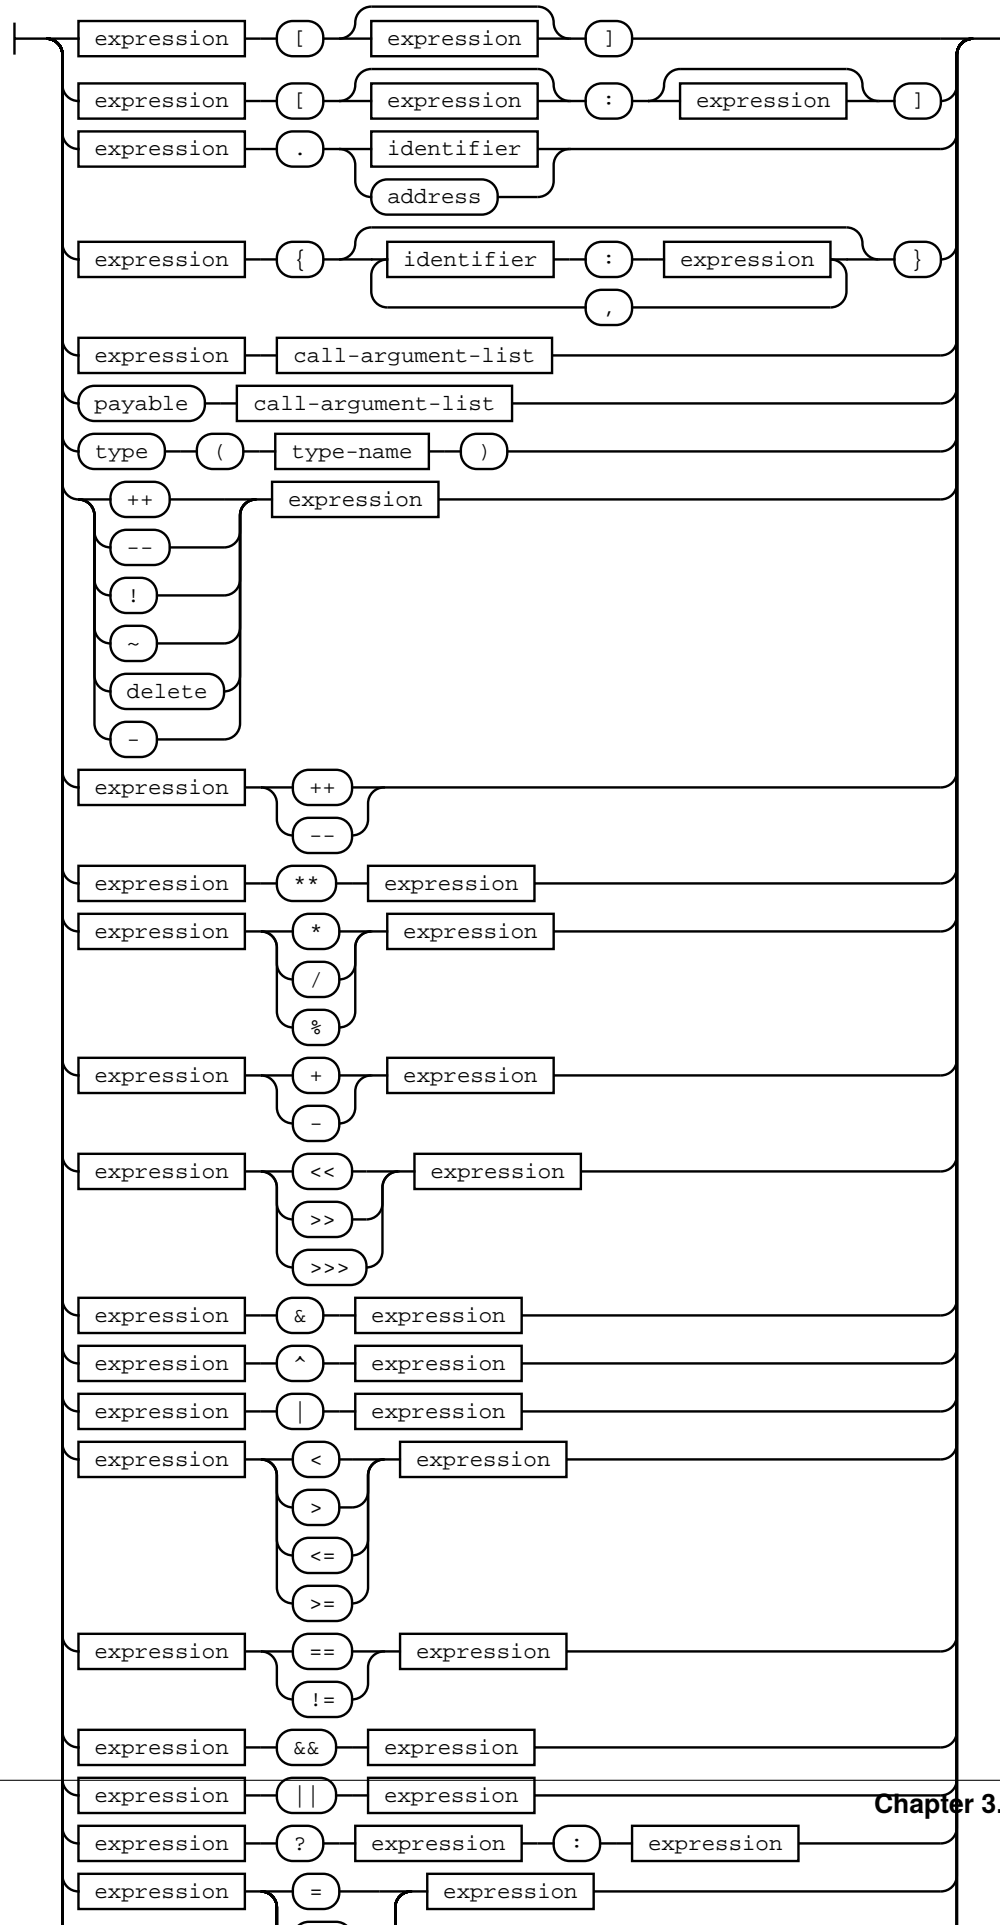 expression [ expression ]
expression [ expression : expression ]
expression . identifier
address
expression { identifier : expression }
,
expression call-argument-list
payable call-argument-list
type ( type-name )
++ expression
--
!
~
delete
-
expression ++
--
expression ** expression
expression * expression
/
%
expression + expression
-
expression << expression
>>
>>>
expression & expression
expression ^ expression
expression | expression
expression < expression
>
<=
>=
expression == expression
!=
expression && expression
expression || expression
Chapter 3.
expression ? expression : expression
expression = expression